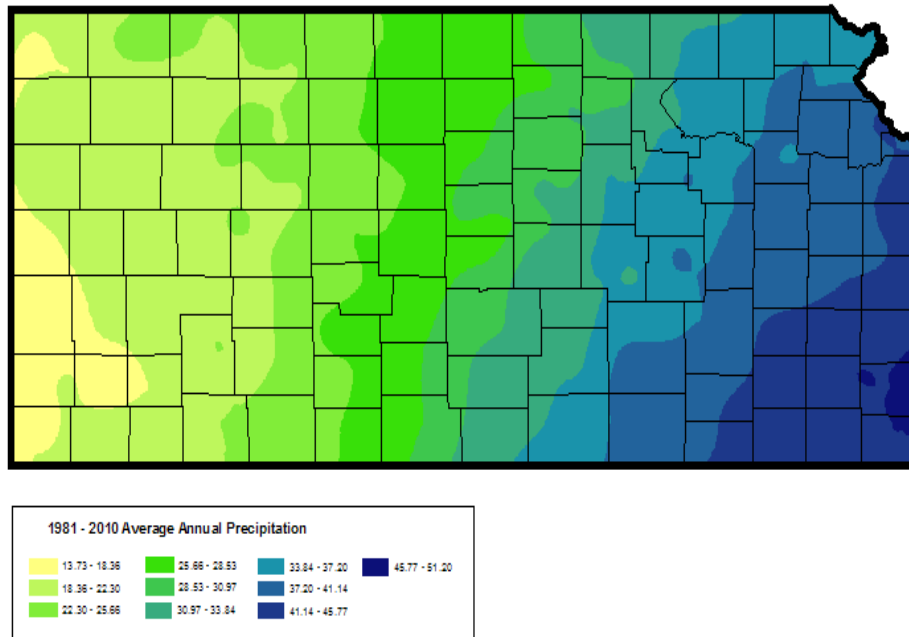 1981 - 2010 Average Annual Precipitation
13.73 - 18.36 25.66 - 28.53 33.84 - 37.20 45.77 - 51.20
18.36 - 22.30 28.53 - 30.97 37.20 - 41.14
22.30 - 25.66 30.97 - 33.84 41.14 - 45.77